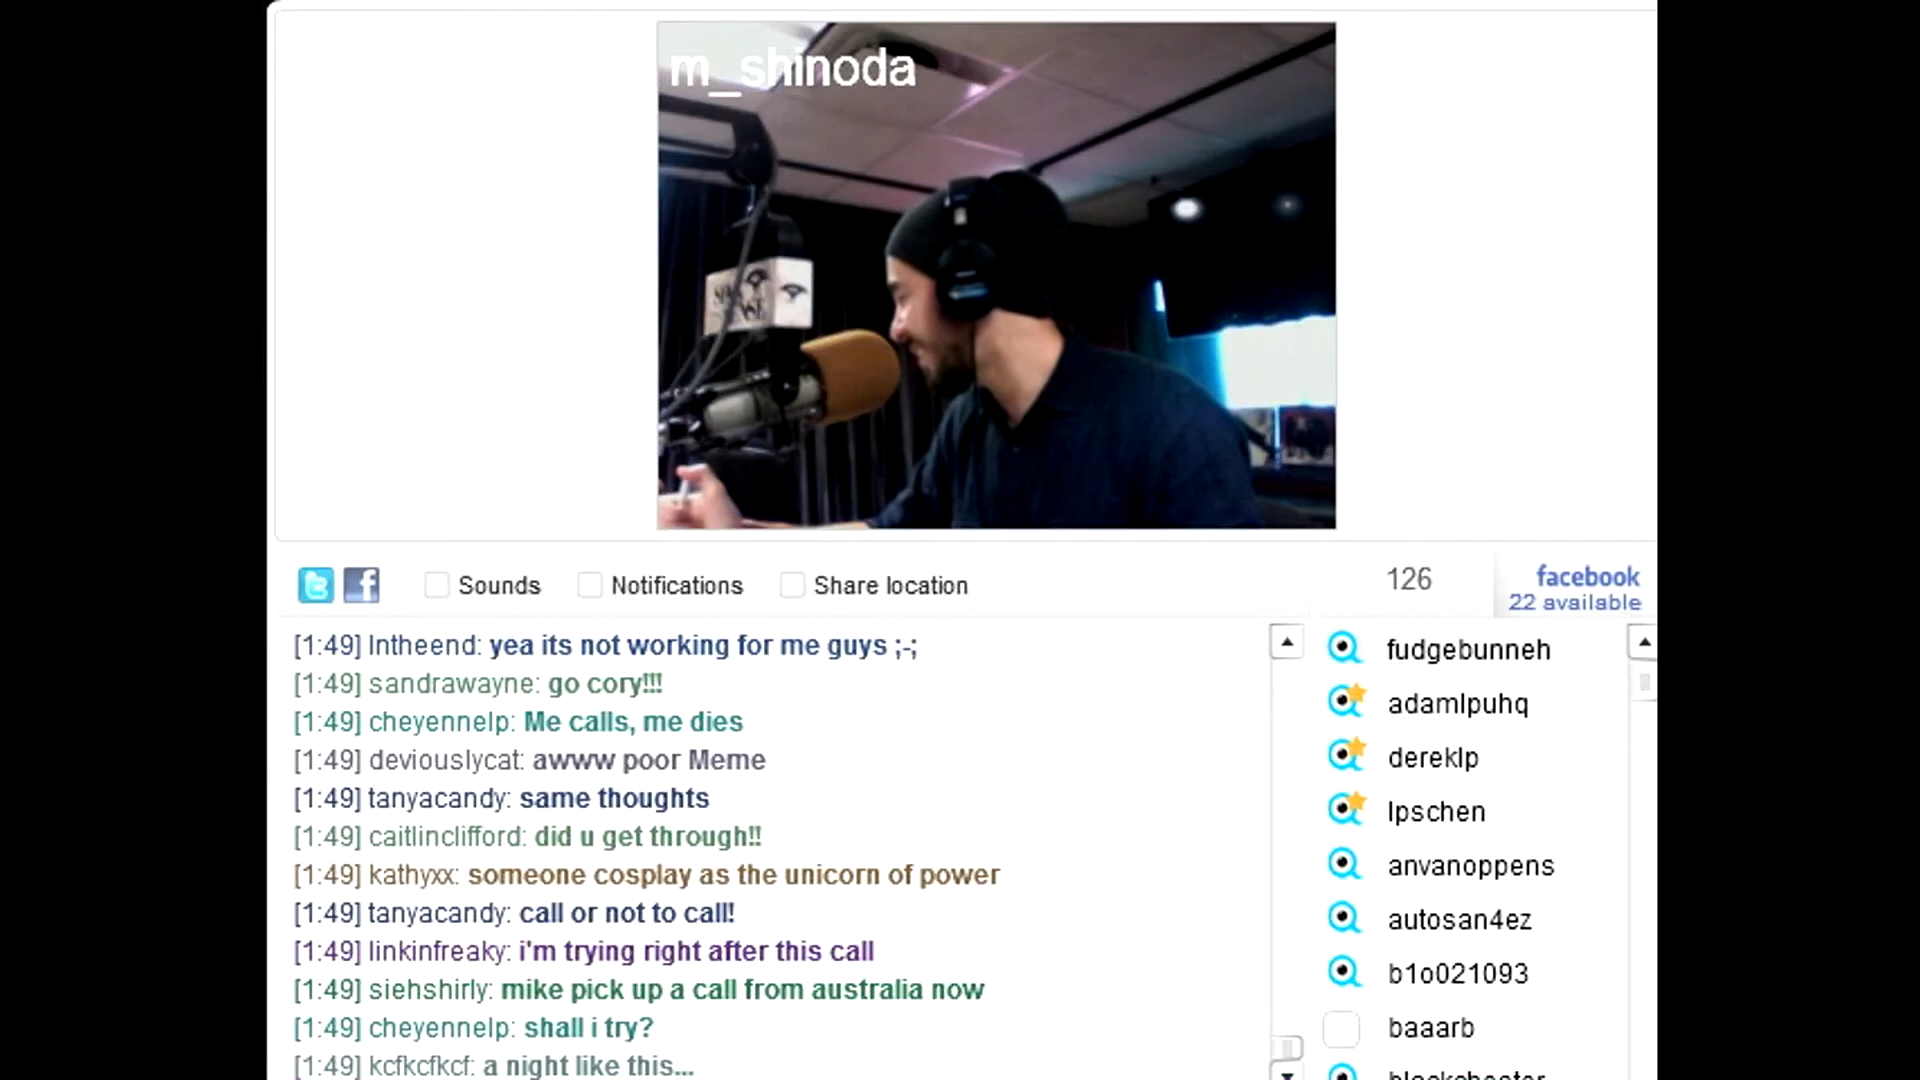 m_shinoda
Sounds Notifications Share location
126
facebook
22 available
[1:49] Intheend: yea its not working for me guys ;-;
[1:49] sandrawayne: go cory!!!
[1:49] cheyennelp: Me calls, me dies
[1:49] deviouslycat: awww poor Meme
[1:49] tanyacandy: same thoughts
[1:49] caitlinclifford: did u get through!!
[1:49] kathyxx: someone cosplay as the unicorn of power
[1:49] tanyacandy: call or not to call!
[1:49] linkinfreaky: i'm trying right after this call
[1:49] siehshirly: mike pick up a call from australia now
[1:49] cheyennelp: shall i try?
[1:49] kcfkcfkcf: a night like this...
fudgebunneh
adamlpuhq
dereklp
lpschen
anvanoppens
autosan4ez
b1o021093
baaarb